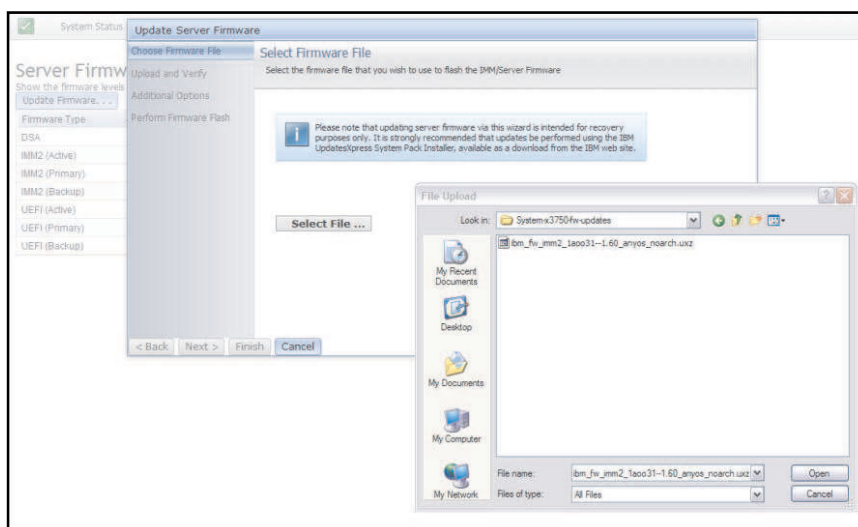 System Status
Server Firmw
Show the firmware levels
Update Firmware. . .
Firmware Type
DSA
IMM2 (Active)
IMM2 (Primary)
IMM2 (Backup)
UEFI (Active)
UEFI (Primary)
UEFI (Backup)
Update Server Firmware
Choose Firmware File
Upload and Verify
Additional Options
Perform Firmware Flash
Select Firmware File
Select the firmware file that you wish to use to flash the IMM/Server Firmware
Please note that updating server firmware via this wizard is intended for recovery
purposes only. It is strongly recommended that updates be performed using the IBM
UpdatesXpress System Pack Installer, available as a download from the IBM web site.
Select File ...
< Back
Next >
Finish
Cancel
File Upload
Look in:
System-x3750-fw-updates
ibm_fw_imm2_1aoo31--1.60_anyos_noarch.uxz
My Recent
Documents
Desktop
My Documents
My Computer
My Network
File name:
ibm_fw_imm2_1aoo31--1.60_anyos_noarch.uxz
Open
Files of type:
All Files
Cancel